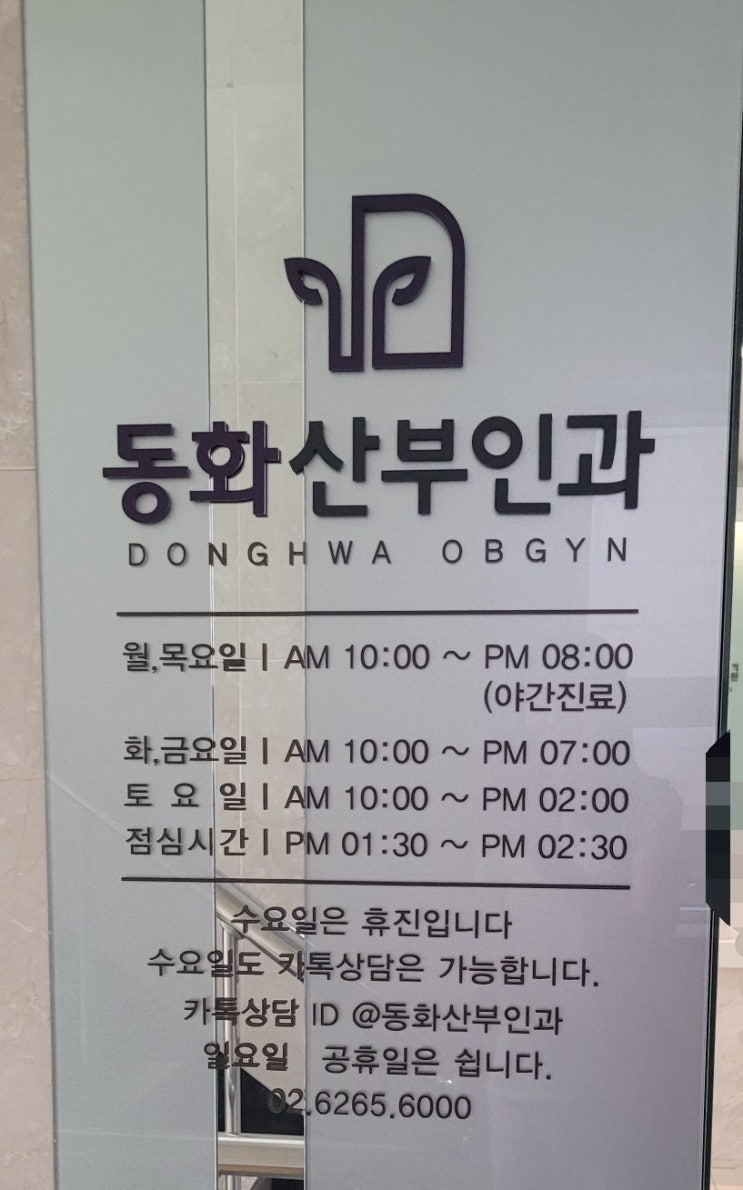 동화산부인과
DONGHWA OBGYN
월,목요일 | AM 10:00 ~ PM 08:00
(야간진료)
화,금요일 | AM 10:00 ~ PM 07:00
토 요 일 | AM 10:00 ~ PM 02:00
점심시간 | PM 01:30 ~ PM 02:30
수요일은 휴진입니다
수요일도 카톡상담은 가능합니다.
카톡상담 ID @동화산부인과
일요일 공휴일은 쉽니다.
02.6265.6000